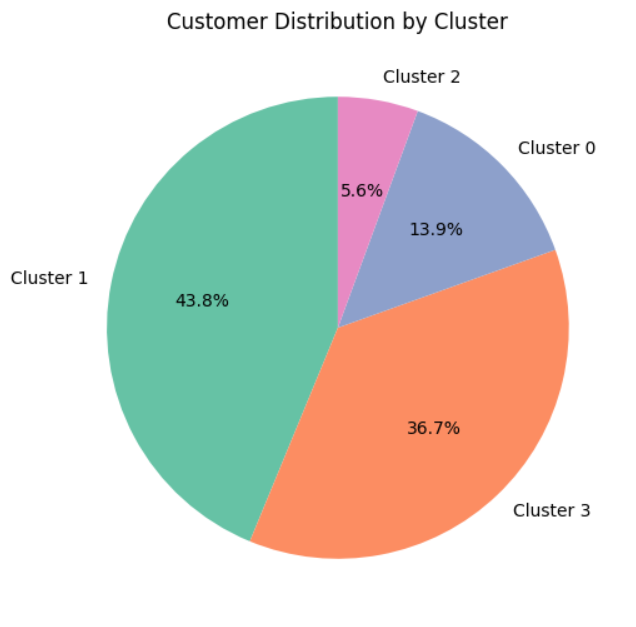 Customer Distribution by Cluster
Cluster 2
Cluster 0
5.6%
13.9%
Cluster 1
43.8%
36.7%
Cluster 3